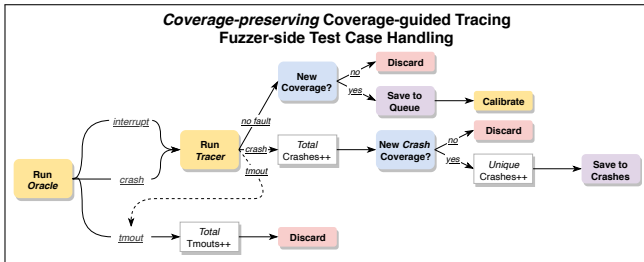 Coverage-preserving Coverage-guided Tracing
Fuzzer-side Test Case Handling
New
Coverage?
no
Discard
yes
Save to
Queue
Calibrate
interrupt
no fault
Run
Tracer
crash
Total
Crashes++
New Crash
Coverage?
no
Discard
yes
Unique
Crashes++
Save to
Crashes
tmout
Run
Oracle
crash
tmout
Total
Tmouts++
Discard